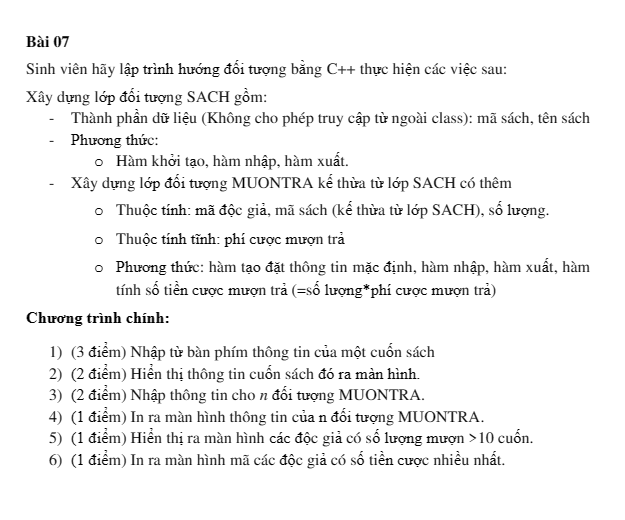 Bài 07
Sinh viên hãy lập trình hướng đối tượng bằng C++ thực hiện các việc sau:
Xây dựng lớp đối tượng SACH gồm:
- Thành phần dữ liệu (Không cho phép truy cập từ ngoài class): mã sách, tên sách
- Phương thức:
o Hàm khởi tạo, hàm nhập, hàm xuất.
- Xây dựng lớp đối tượng MUONTRA kế thừa từ lớp SACH có thêm
o Thuộc tính: mã độc giả, mã sách (kế thừa từ lớp SACH), số lượng.
o Thuộc tính tĩnh: phí cược mượn trả
o Phương thức: hàm tạo đặt thông tin mặc định, hàm nhập, hàm xuất, hàm
tính số tiền cược mượn trả (=số lượng*phí cược mượn trả)
Chương trình chính:
1) (3 điểm) Nhập từ bàn phím thông tin của một cuốn sách
2) (2 điểm) Hiển thị thông tin cuốn sách đó ra màn hình.
3) (2 điểm) Nhập thông tin cho n đối tượng MUONTRA.
4) (1 điểm) In ra màn hình thông tin của n đối tượng MUONTRA.
5) (1 điểm) Hiển thị ra màn hình các độc giả có số lượng mượn >10 cuốn.
6) (1 điểm) In ra màn hình mã các độc giả có số tiền cược nhiều nhất.